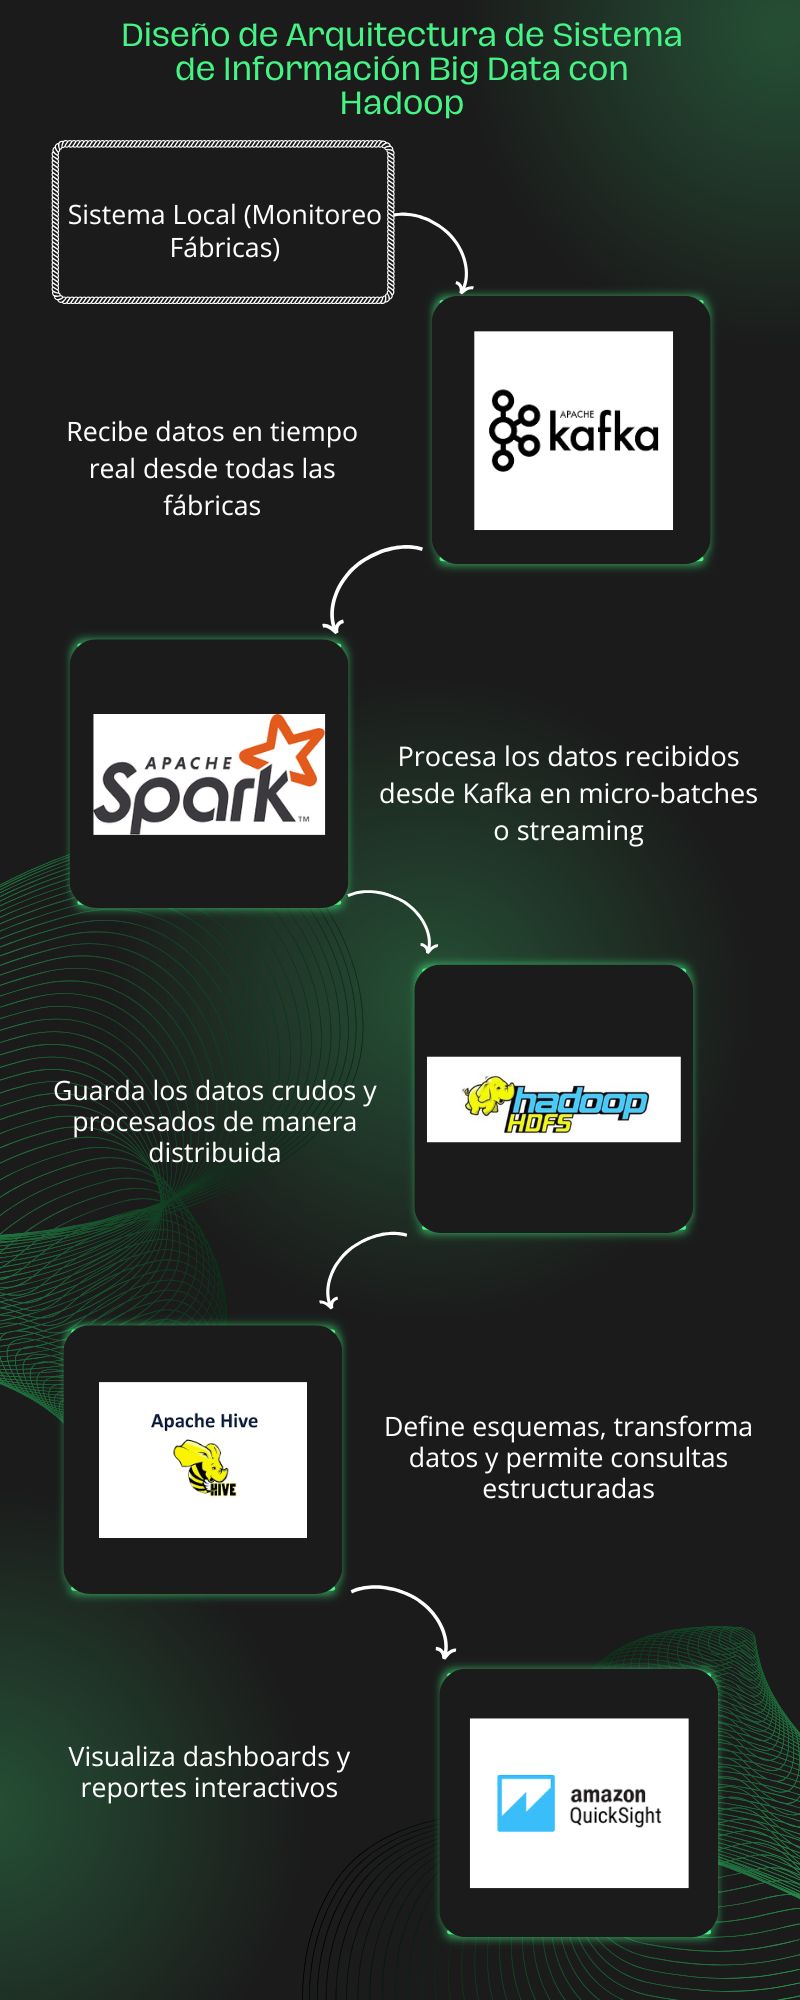 Diseño de Arquitectura de Sistema
de Información Big Data con
Hadoop
Sistema Local (Monitoreo
Fábricas)
APACHE
kafka
Recibe datos en tiempo
real desde todas las
fábricas
APACHE
Spark™
Procesa los datos recibidos
desde Kafka en micro-batches
o streaming
hadoop
HDFS
Guarda los datos crudos y
procesados de manera
distribuida
Apache Hive
HIVE
Define esquemas, transforma
datos y permite consultas
estructuradas
Visualiza dashboards y
reportes interactivos
amazon
QuickSight